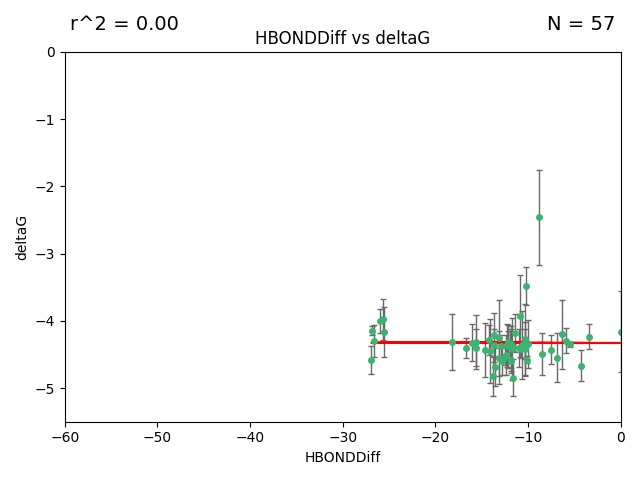 r^2 = 0.00
N = 57
HBONDDiff vs deltaG
0
−1
−2
−3
−4
−5
deltaG
−60
−50
−40
−30
−20
−10
0
HBONDDiff